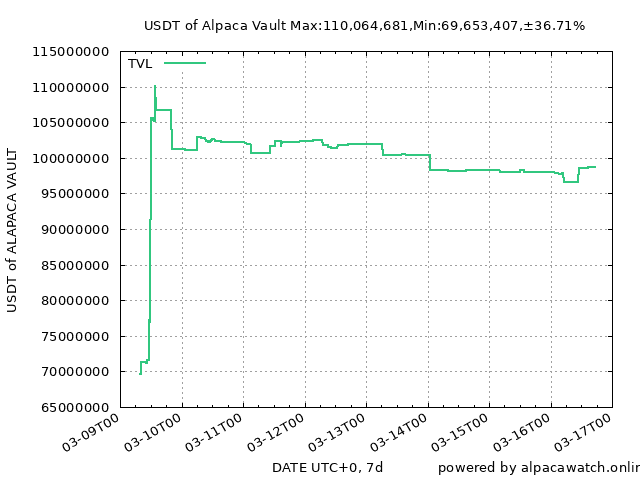 USDT of Alpaca Vault Max:110,064,681,Min:69,653,407,±36.71%
TVL
115000000
110000000
105000000
100000000
95000000
90000000
85000000
80000000
75000000
70000000
65000000
USDT of ALAPACA VAULT
03-09T00
03-10T00
03-11T00
03-12T00
03-13T00
03-14T00
03-15T00
03-16T00
03-17T00
DATE UTC+0, 7d
powered by alpacawatch.onlin